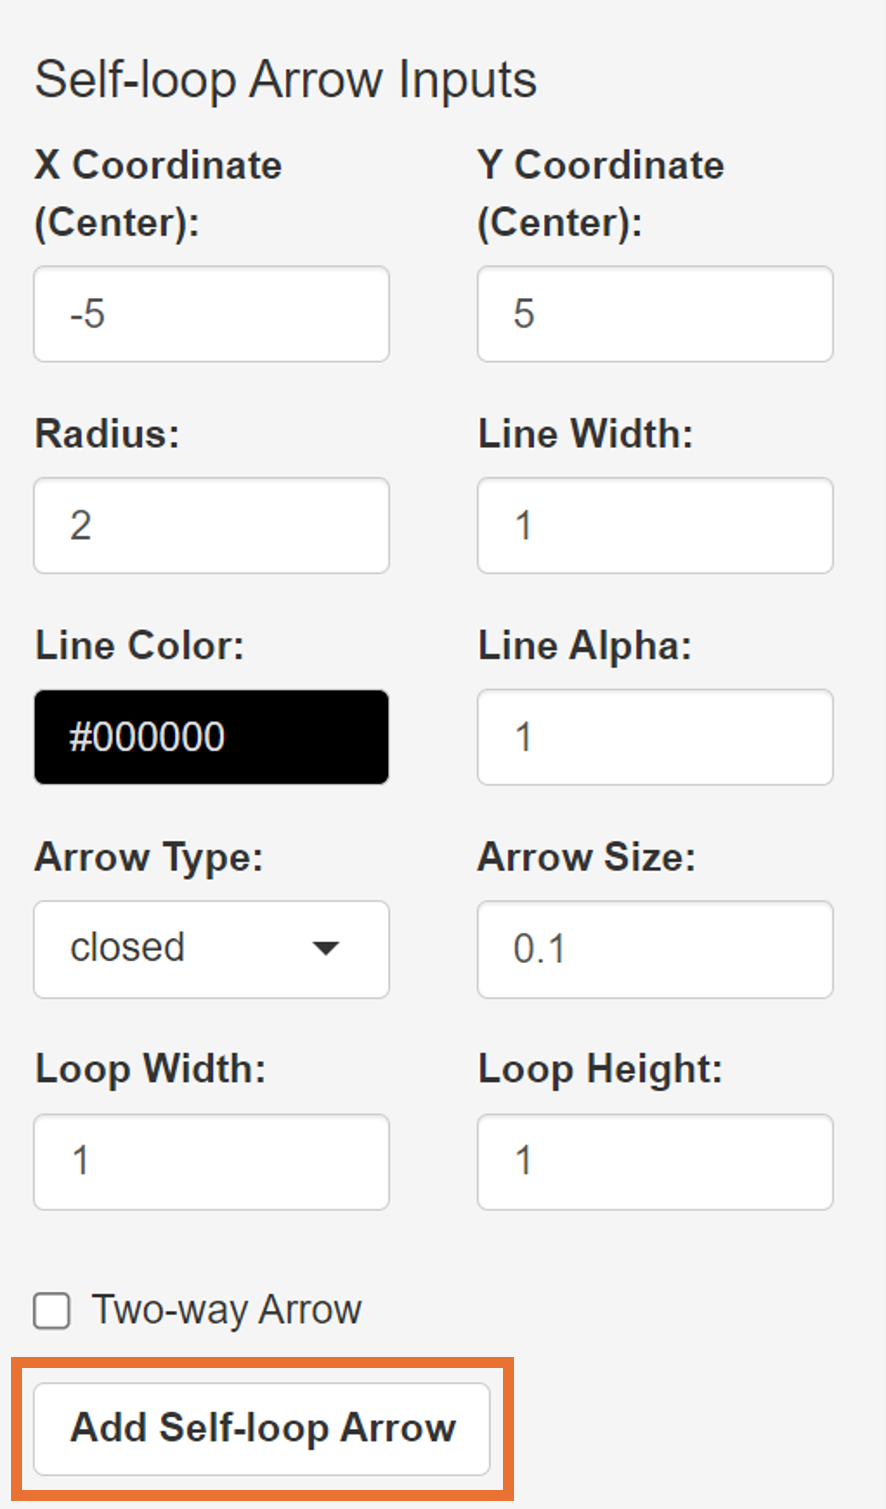 Self-loop Arrow Inputs
X Coordinate
(Center):
Y Coordinate
(Center):
-5
5
Radius:
Line Width:
2
1
Line Color:
Line Alpha:
#000000
1
Arrow Type:
Arrow Size:
closed
0.1
Loop Width:
Loop Height:
1
1
Two-way Arrow
Add Self-loop Arrow